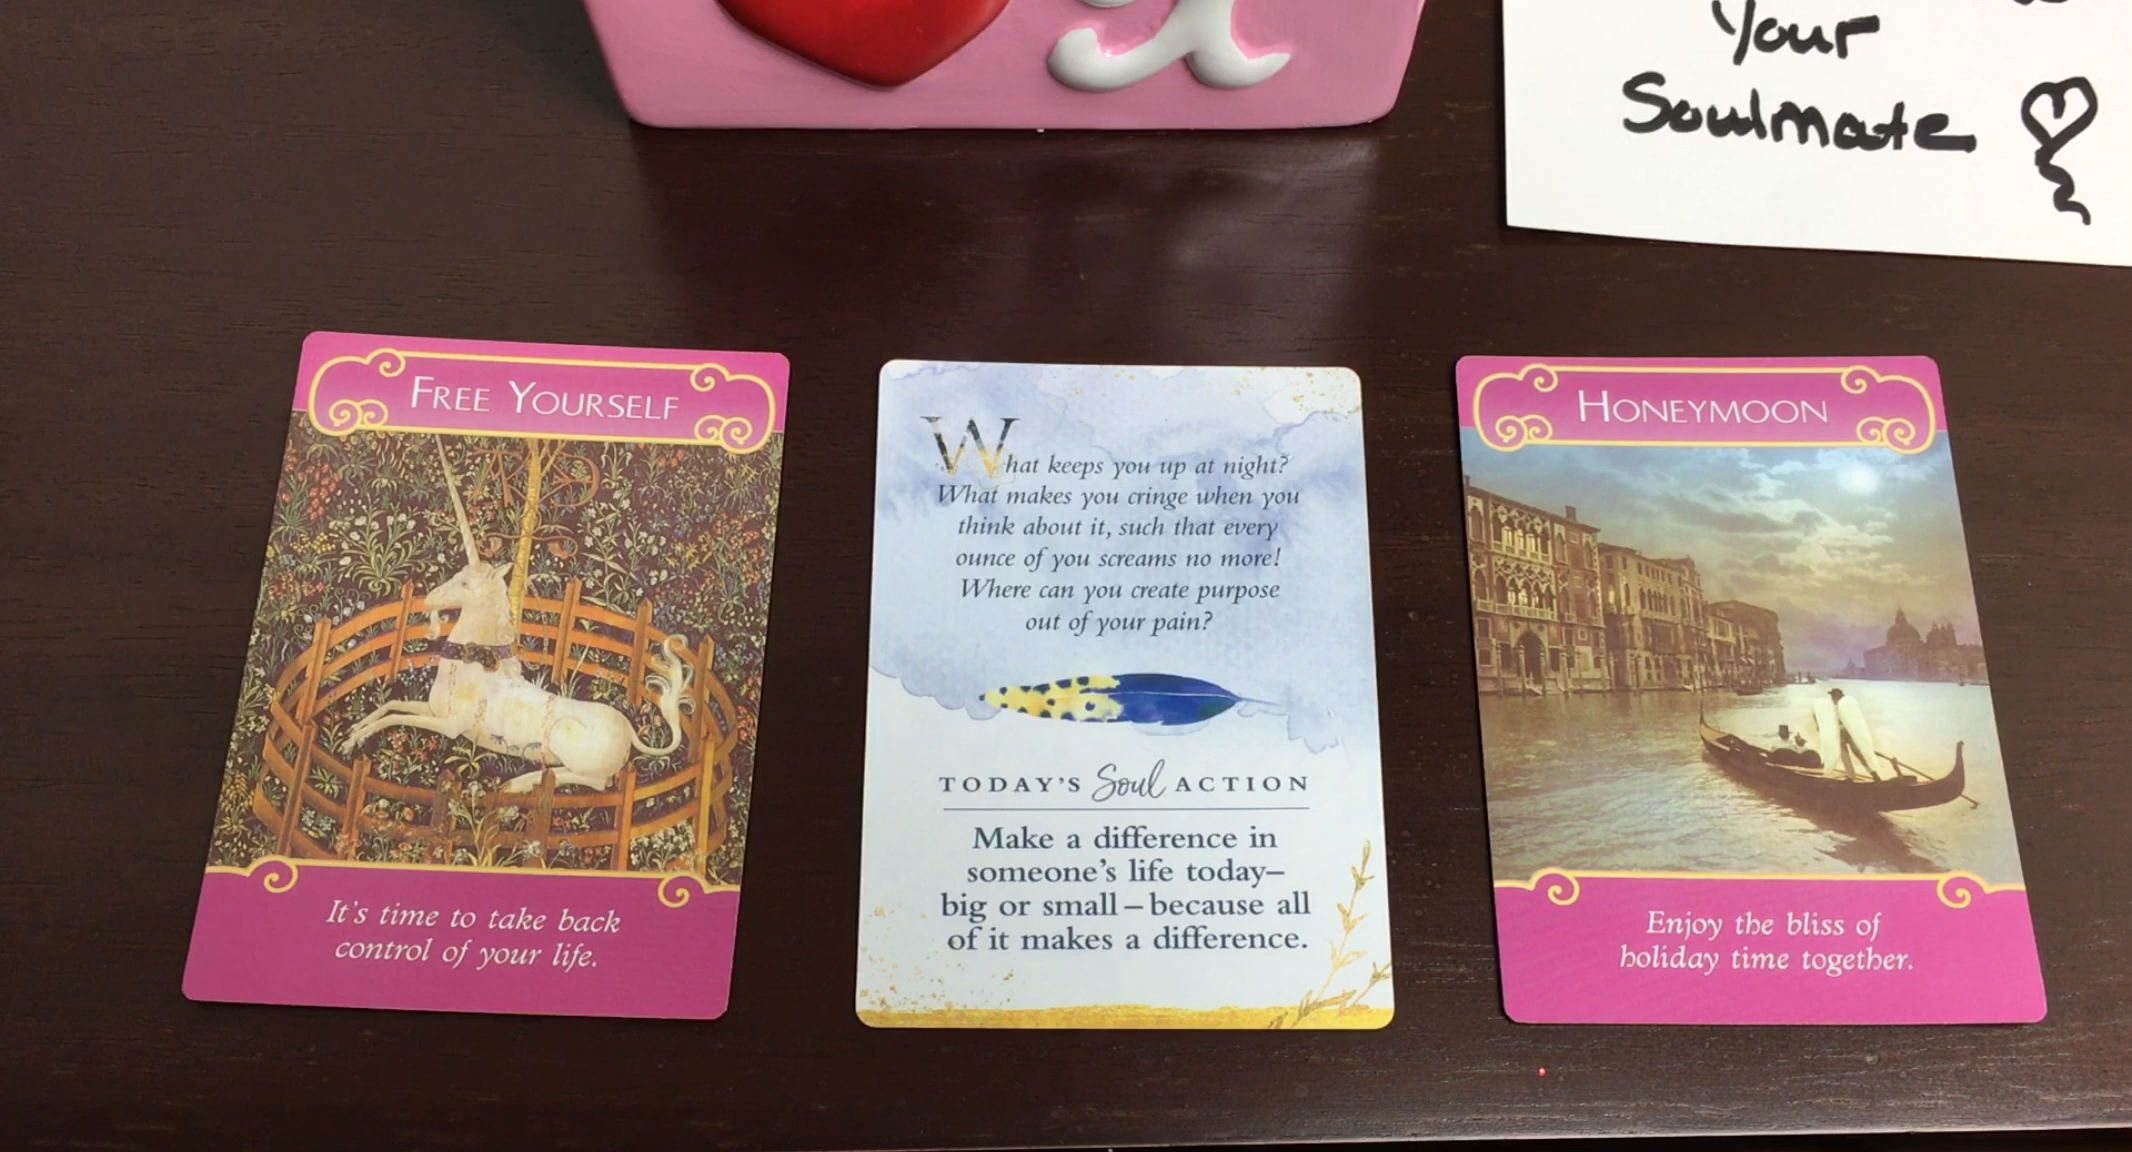 Your
Soulmate
FREE YOURSELF
It's time to take back
control of your life.
What keeps you up at night?
What makes you cringe when you
think about it, such that every
ounce of you screams no more!
Where can you create purpose
out of your pain?
TODAY'S Soul ACTION
Make a difference in
someone's life today—
big or small—because all
of it makes a difference.
HONEYMOON
Enjoy the bliss of
holiday time together.